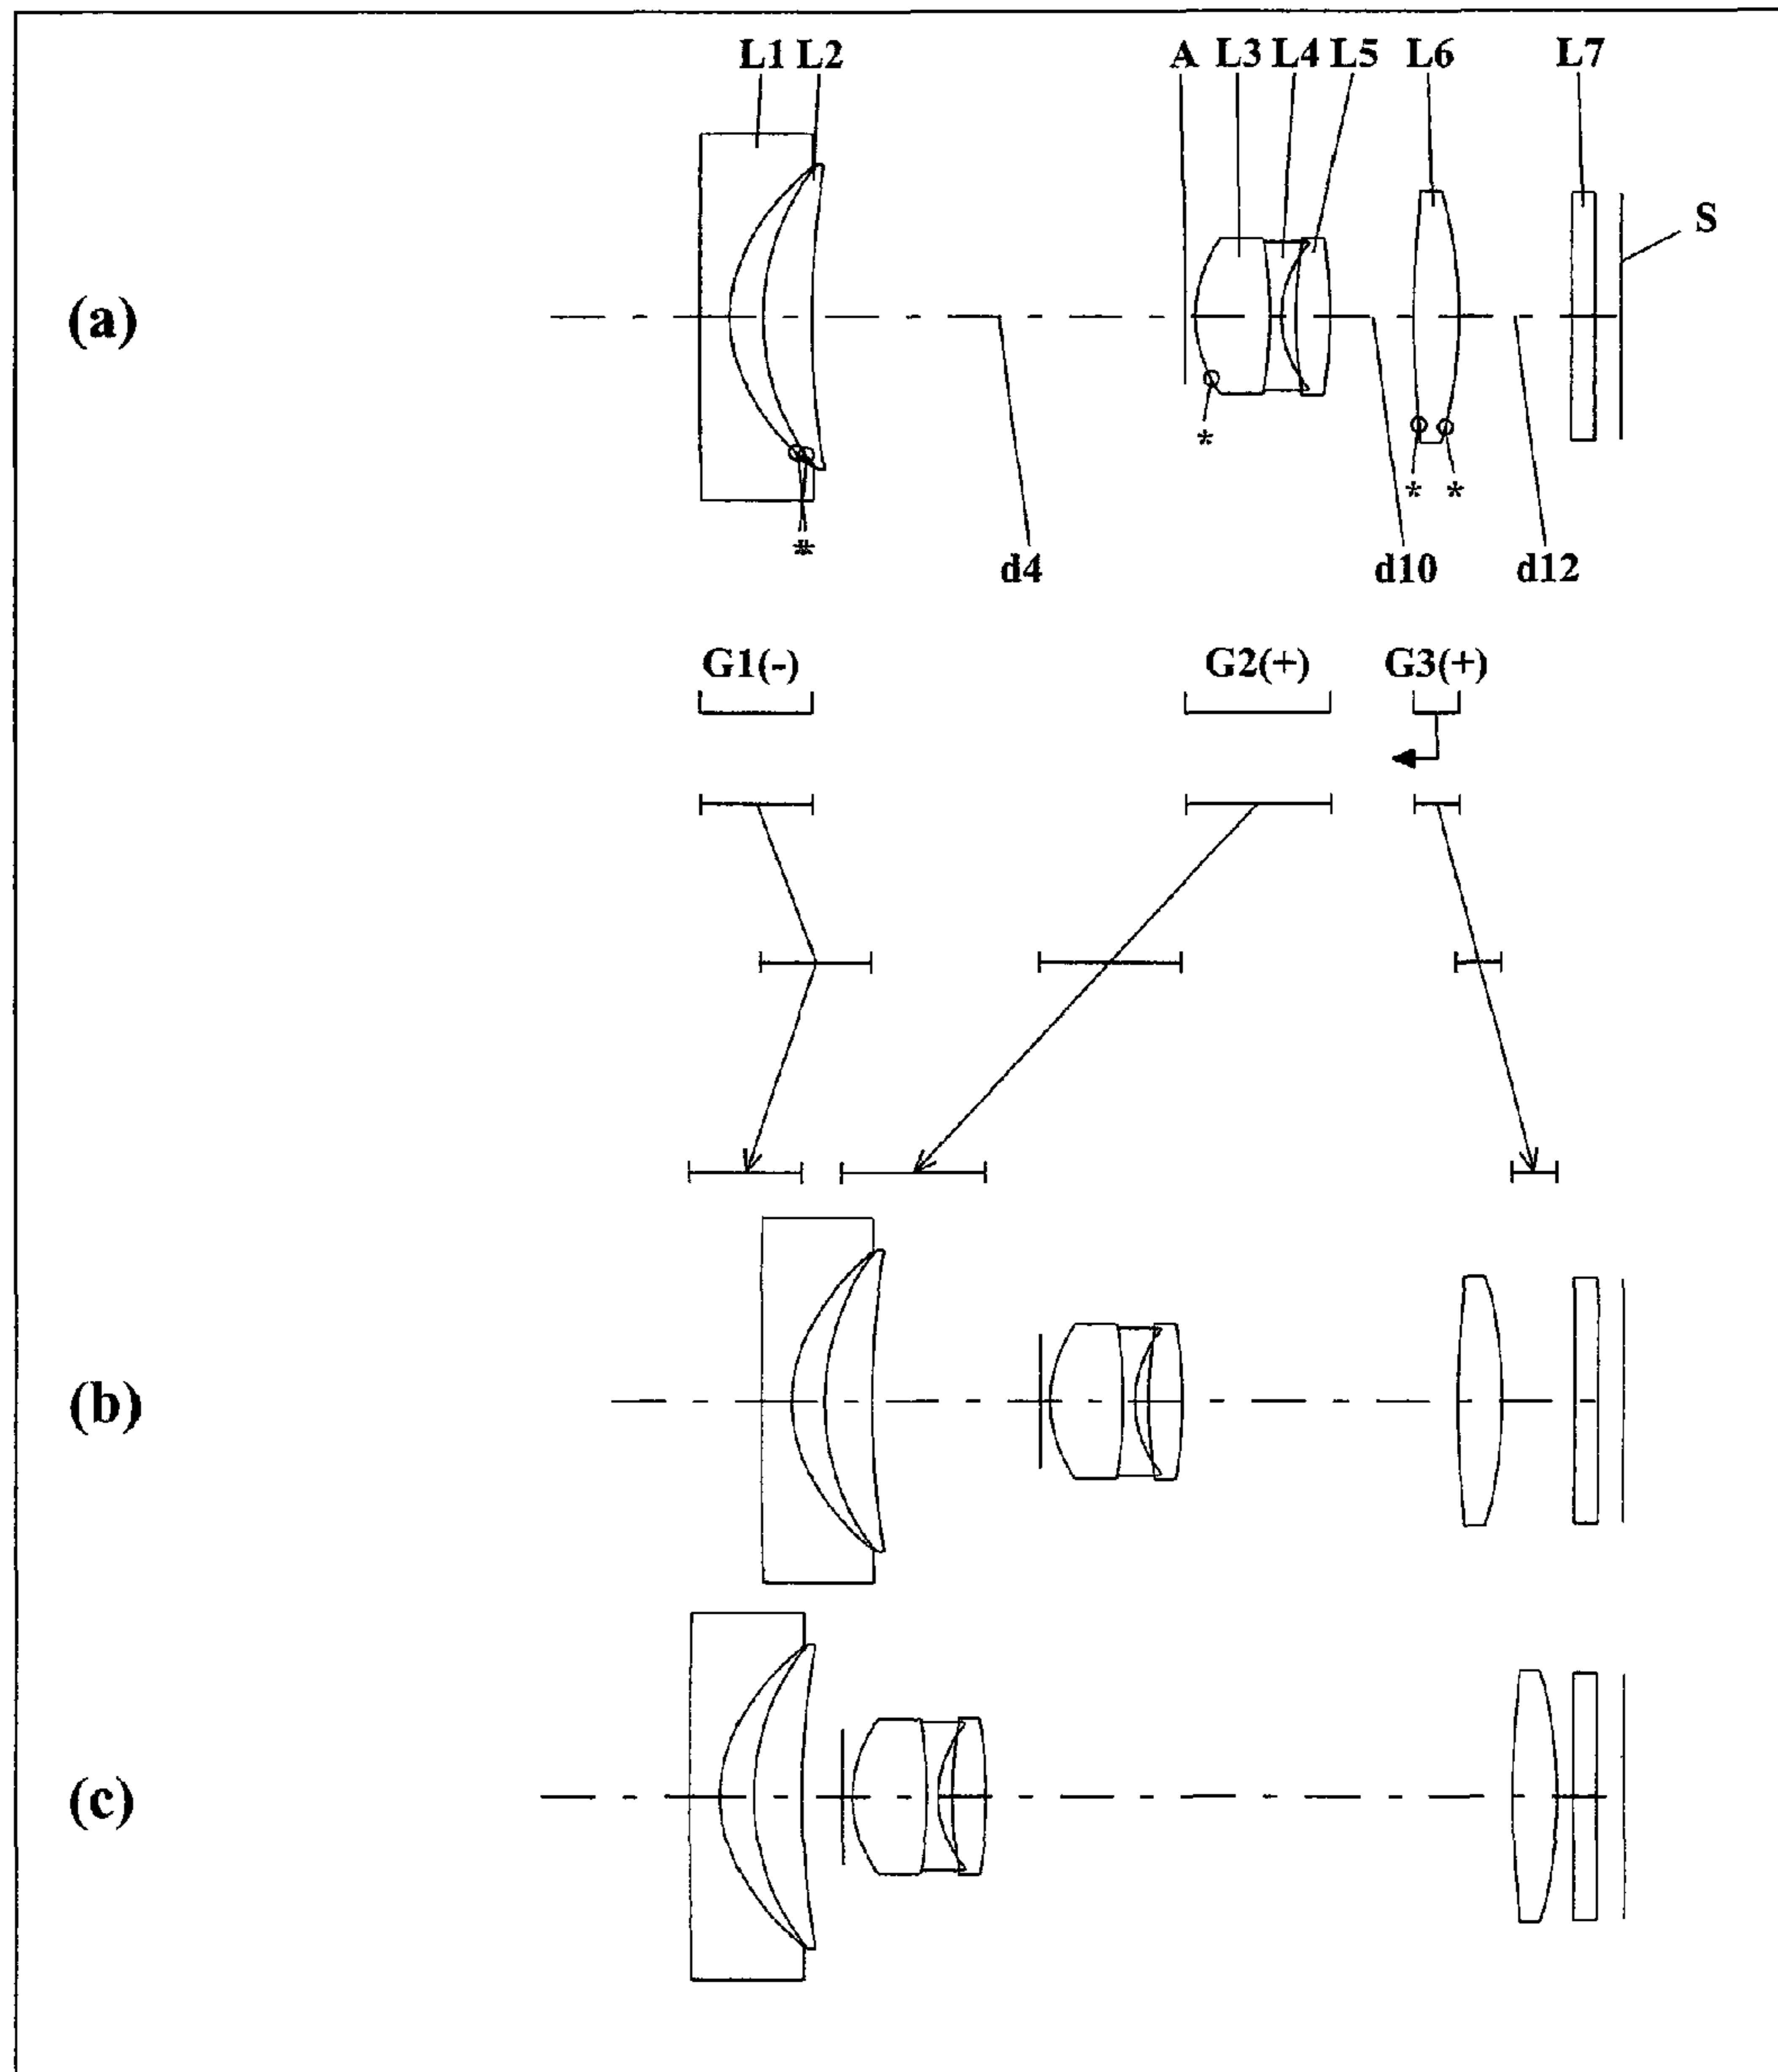 L1 L2 A L3 L4 L5 L6 L7
S
(a)
*
* *
*
d4 d10 d12
G1(-) G2(+) G3(+)
(b)
(c)